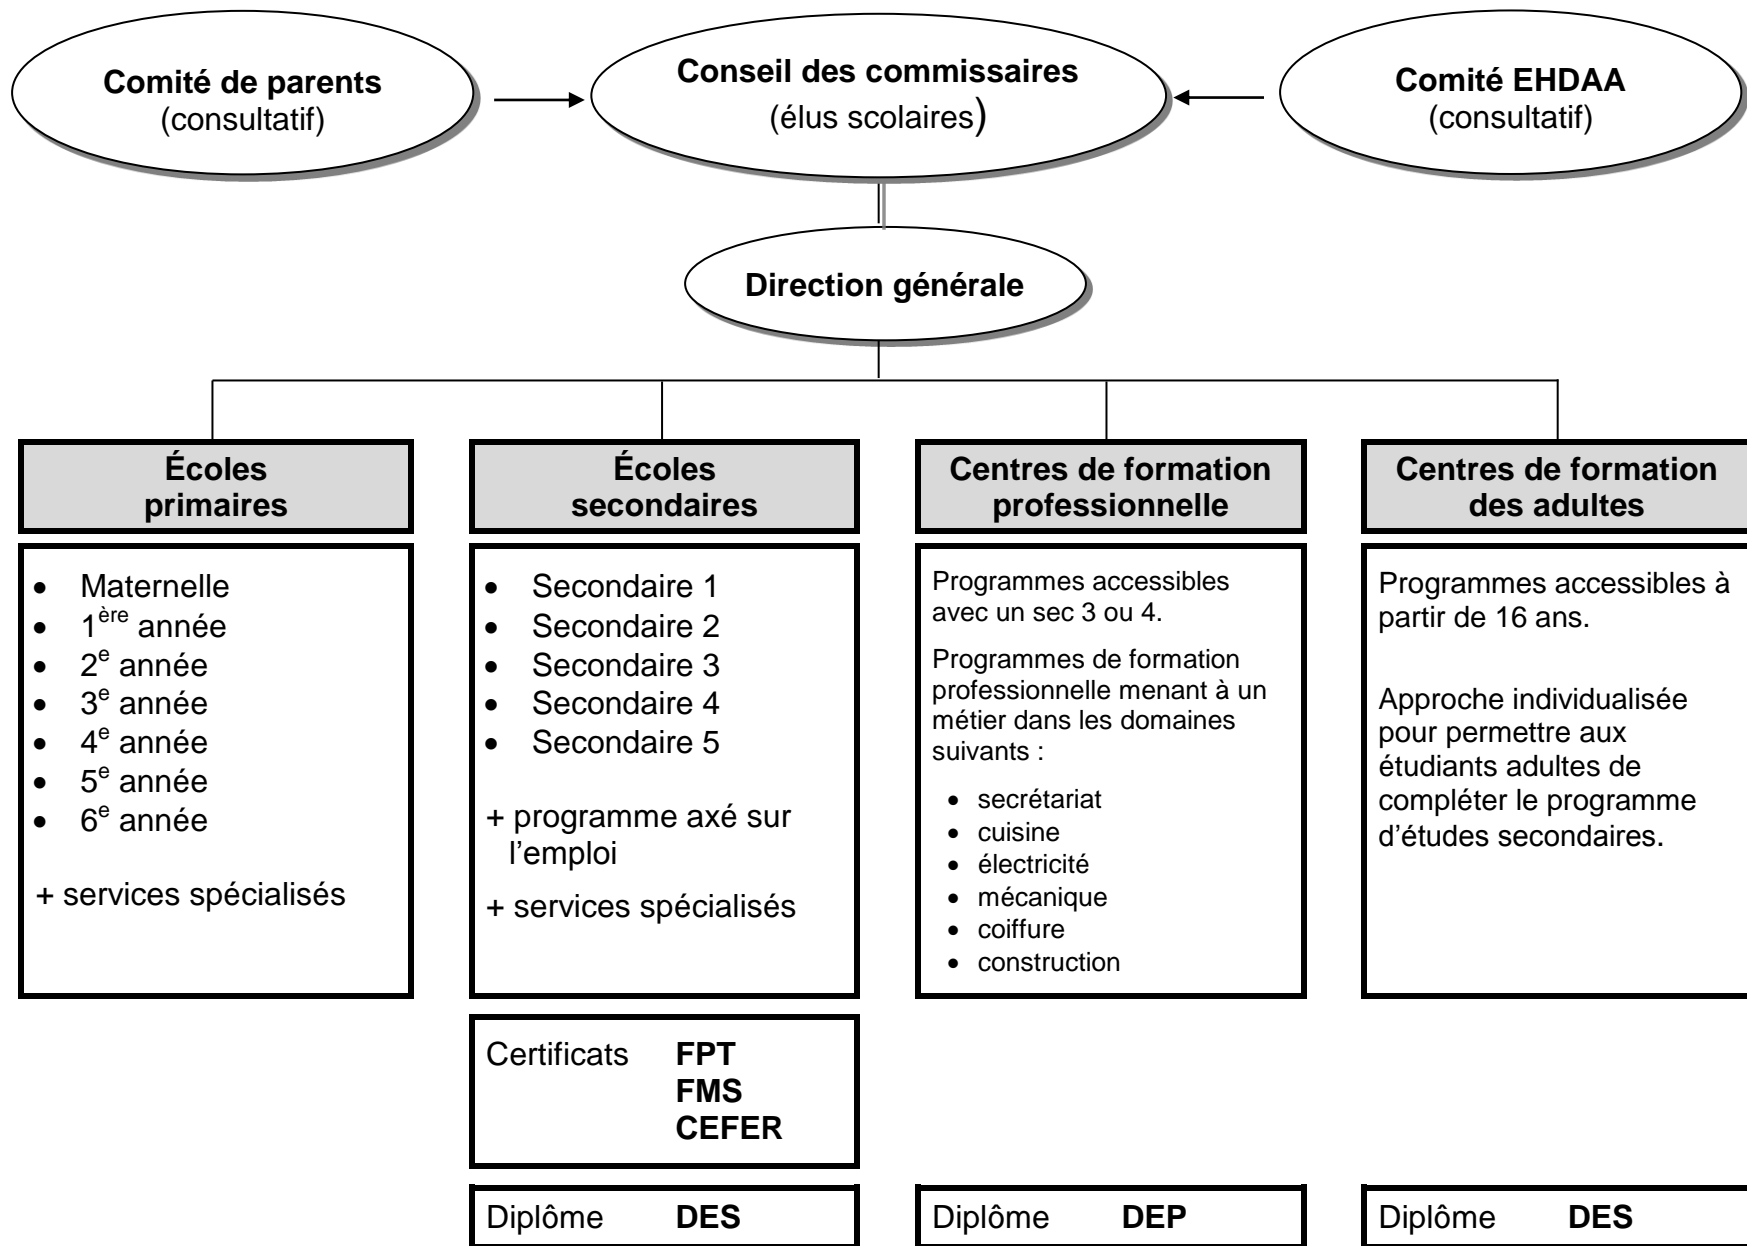 Comité de parents
(consultatif)
Conseil des commissaires
(élus scolaires)
Comité EHDAA
(consultatif)
Direction générale
Écoles
primaires
• Maternelle
• 1ère année
• 2e année
• 3e année
• 4e année
• 5e année
• 6e année
+ services spécialisés
Écoles
secondaires
• Secondaire 1
• Secondaire 2
• Secondaire 3
• Secondaire 4
• Secondaire 5
+ programme axé sur
l’emploi
+ services spécialisés
Certificats FPT
FMS
CEFER
Diplôme DES
Centres de formation
professionnelle
Programmes accessibles
avec un sec 3 ou 4.
Programmes de formation
professionnelle menant à un
métier dans les domaines
suivants :
• secrétariat
• cuisine
• électricité
• mécanique
• coiffure
• construction
Diplôme DEP
Centres de formation
des adultes
Programmes accessibles à
partir de 16 ans.
Approche individualisée
pour permettre aux
étudiants adultes de
compléter le programme
d’études secondaires.
Diplôme DES